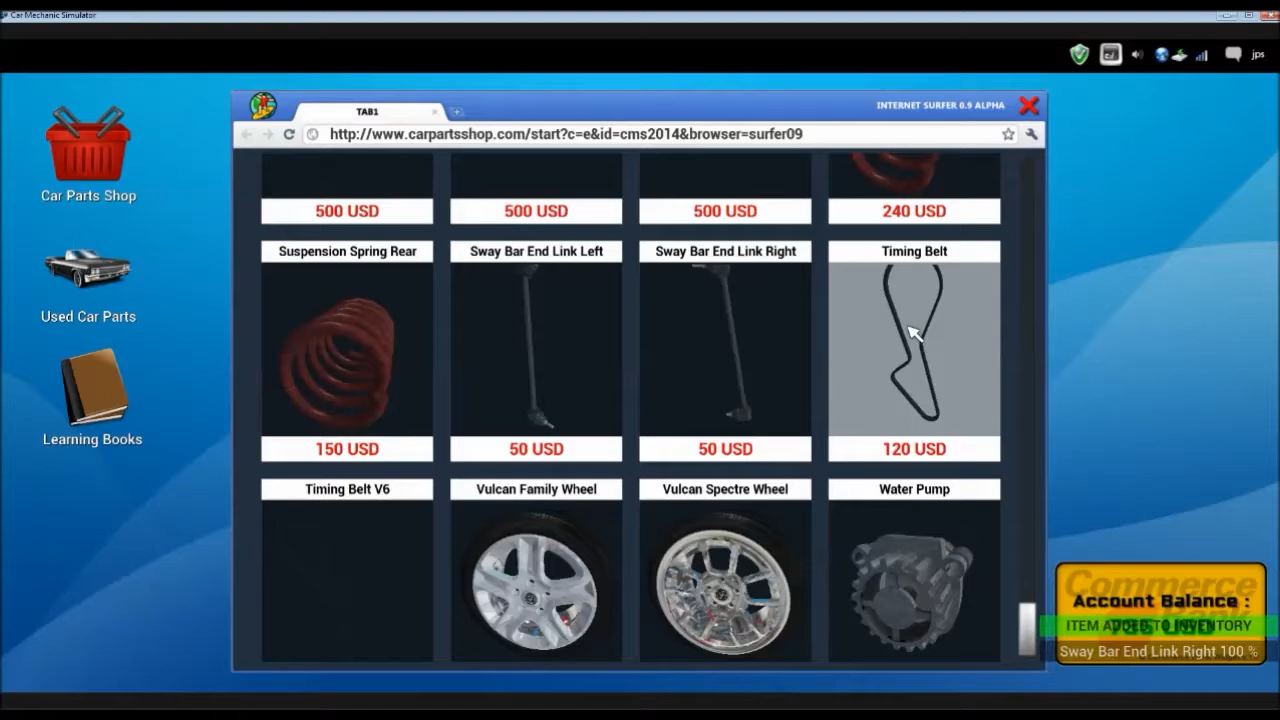 Car Mechanic Simulator
jps
TAB1
INTERNET SURFER 0.9 ALPHA
http://www.carpartsshop.com/start?c=e&id=cms2014&browser=surfer09
Car Parts Shop
Used Car Parts
Learning Books
500 USD
500 USD
500 USD
240 USD
Suspension Spring Rear
Sway Bar End Link Left
Sway Bar End Link Right
Timing Belt
150 USD
50 USD
50 USD
120 USD
Timing Belt V6
Vulcan Family Wheel
Vulcan Spectre Wheel
Water Pump
Commerce
Account Balance :
ITEM ADDED TO INVENTORY
Sway Bar End Link Right 100 %